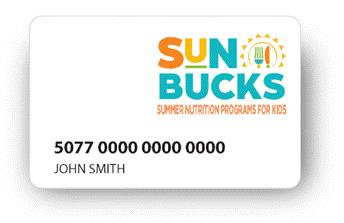 SUN
BUCKS
SUMMER NUTRITION PROGRAMS FOR KIDS
5077 0000 0000 0000
JOHN SMITH